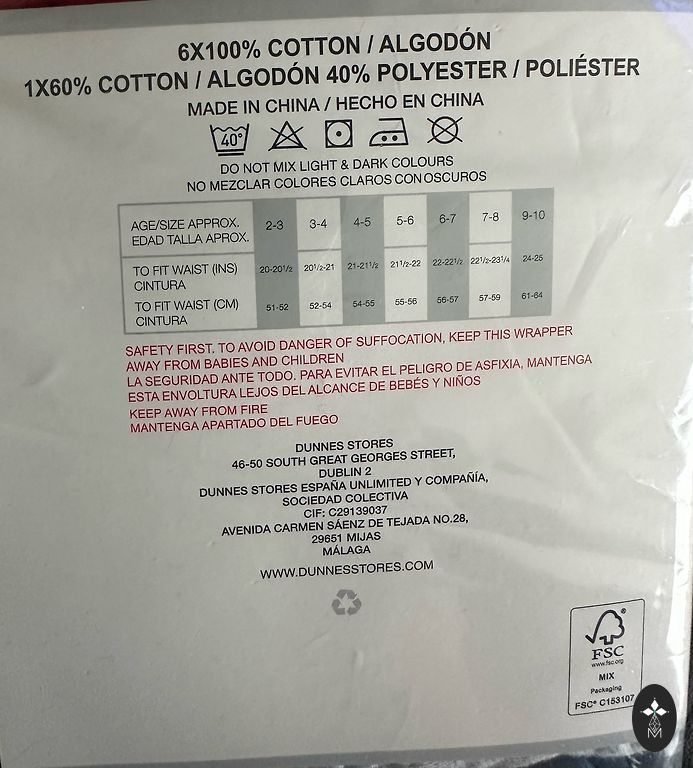 6X100% COTTON / ALGODÓN
1X60% COTTON / ALGODÓN 40% POLYESTER / POLIÉSTER
MADE IN CHINA / HECHO EN CHINA
40°
DO NOT MIX LIGHT & DARK COLOURS
NO MEZCLAR COLORES CLAROS CON OSCUROS
AGE/SIZE APPROX. 2-3 3-4 4-5 5-6 6-7 7-8 9-10
EDAD TALLA APROX.
TO FIT WAIST (INS) 20-20½ 20½-21 21-21½ 21½-22 22-22½ 22½-23¼ 24-25
CINTURA
TO FIT WAIST (CM) 51-52 52-54 54-55 55-56 56-57 57-59 61-64
CINTURA
SAFETY FIRST. TO AVOID DANGER OF SUFFOCATION, KEEP THIS WRAPPER
AWAY FROM BABIES AND CHILDREN
LA SEGURIDAD ANTE TODO. PARA EVITAR EL PELIGRO DE ASFIXIA, MANTENGA
ESTA ENVOLTURA LEJOS DEL ALCANCE DE BEBÉS Y NIÑOS
KEEP AWAY FROM FIRE
MANTENGA APARTADO DEL FUEGO
DUNNES STORES
46-50 SOUTH GREAT GEORGES STREET,
DUBLIN 2
DUNNES STORES ESPAÑA UNLIMITED Y COMPAÑÍA,
SOCIEDAD COLECTIVA
CIF: C29139037
AVENIDA CARMEN SÁENZ DE TEJADA NO.28,
29651 MIJAS
MÁLAGA
WWW.DUNNESSTORES.COM
FSC
www.fsc.org
MIX
Packaging
FSC® C153107
M